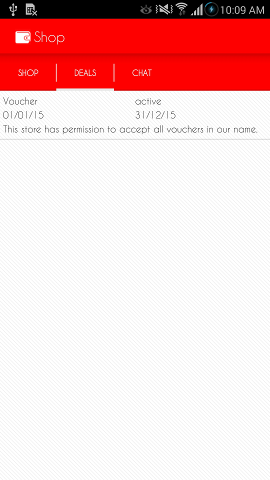 10:09 AM
Shop
SHOP DEALS CHAT
Voucher active
01/01/15 31/12/15
This store has permission to accept all vouchers in our name.